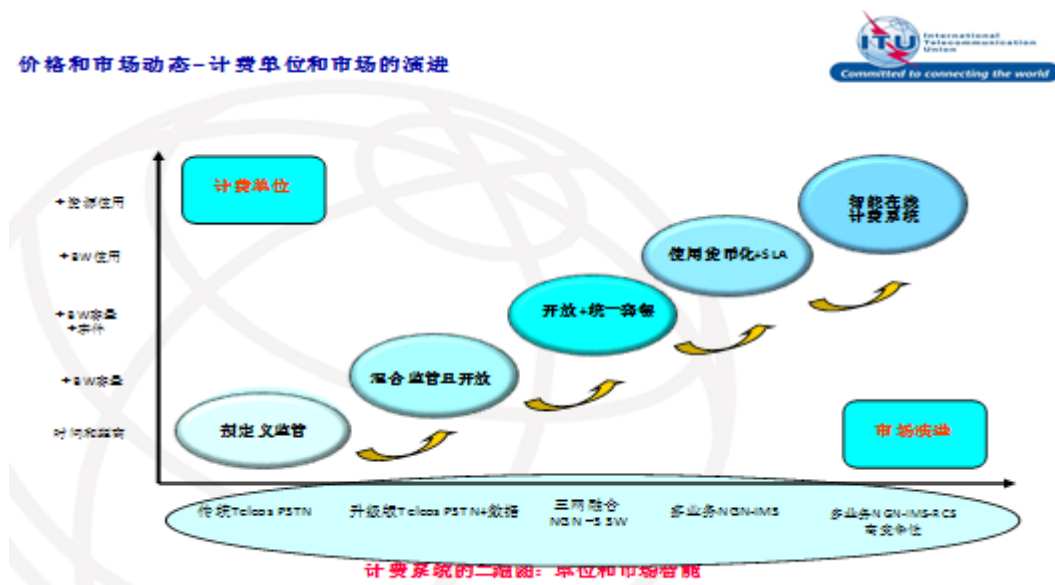 价格和市场动态-计费单位和市场的演进
ITU
International
Telecommunication
Union
Committed to connecting the world
计费单位
+资源信用
+BW信用
+BW容量
+事件
+BW容量
时间和距离
智能在线
计费系统
使用货币化+SLA
开放+统一套餐
混合监管且开放
预定义监管
市场演进
传统Telcos PSTN
升级版Telcos PSTN+数据
三网融合
NGN-SSW
多业务NGN-IMS
多业务NGN-IMS-RCS
有竞争性
计费系统的二维图：单位和市场智能